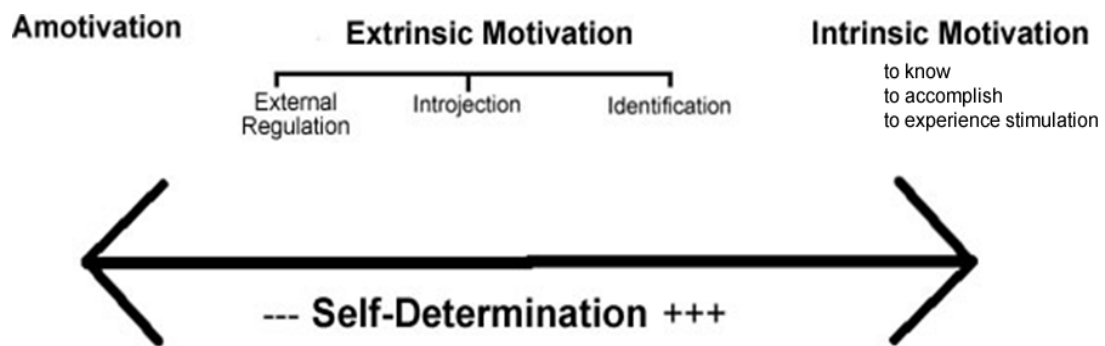 Amotivation
Extrinsic Motivation
Intrinsic Motivation
to know
to accomplish
to experience stimulation
External
Regulation
Introjection
Identification
--- Self-Determination +++